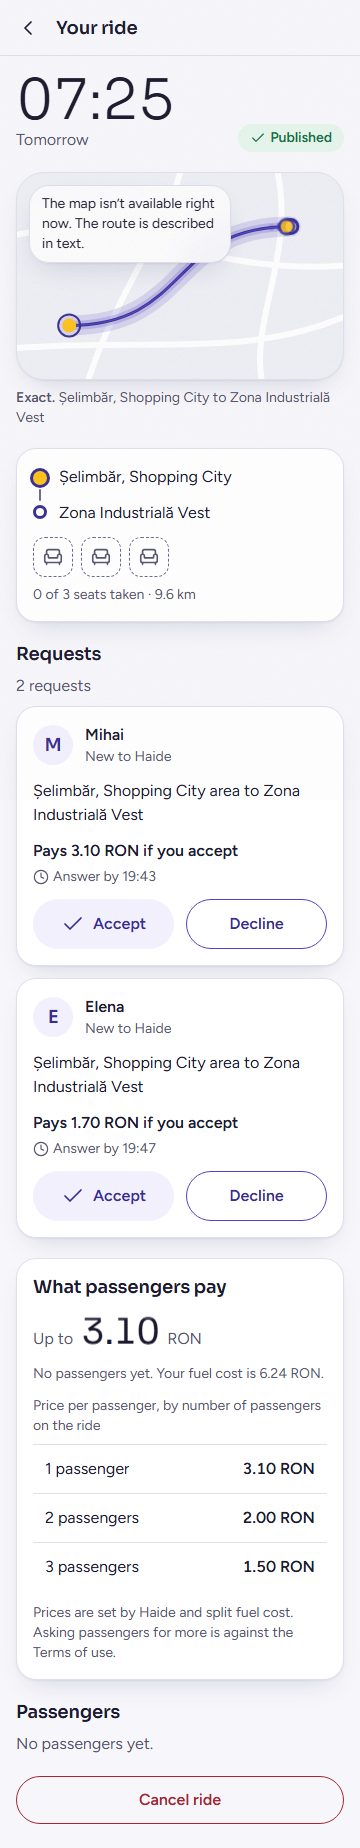 Your ride
07:25
Tomorrow
Published
The map isn't available right
now. The route is described
in text.
Exact. Șelimbăr, Shopping City to Zona Industrială
Vest
Șelimbăr, Shopping City
Zona Industrială Vest
0 of 3 seats taken · 9.6 km
Requests
2 requests
M
Mihai
New to Haide
Șelimbăr, Shopping City area to Zona
Industrială Vest
Pays 3.10 RON if you accept
Answer by 19:43
Accept
Decline
E
Elena
New to Haide
Șelimbăr, Shopping City area to Zona
Industrială Vest
Pays 1.70 RON if you accept
Answer by 19:47
Accept
Decline
What passengers pay
Up to 3.10 RON
No passengers yet. Your fuel cost is 6.24 RON.
Price per passenger, by number of passengers
on the ride
1 passenger 3.10 RON
2 passengers 2.00 RON
3 passengers 1.50 RON
Prices are set by Haide and split fuel cost.
Asking passengers for more is against the
Terms of use.
Passengers
No passengers yet.
Cancel ride